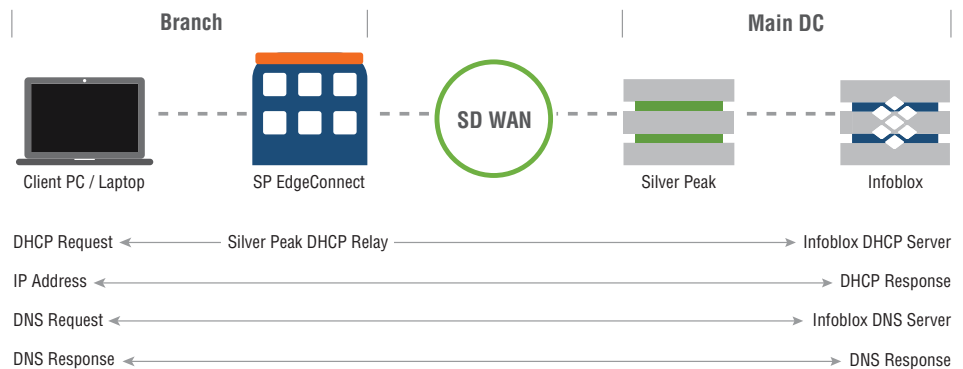 Branch
Main DC
SD WAN
Client PC / Laptop
SP EdgeConnect
Silver Peak
Infoblox
DHCP Request
Silver Peak DHCP Relay
Infoblox DHCP Server
IP Address
DHCP Response
DNS Request
Infoblox DNS Server
DNS Response
DNS Response